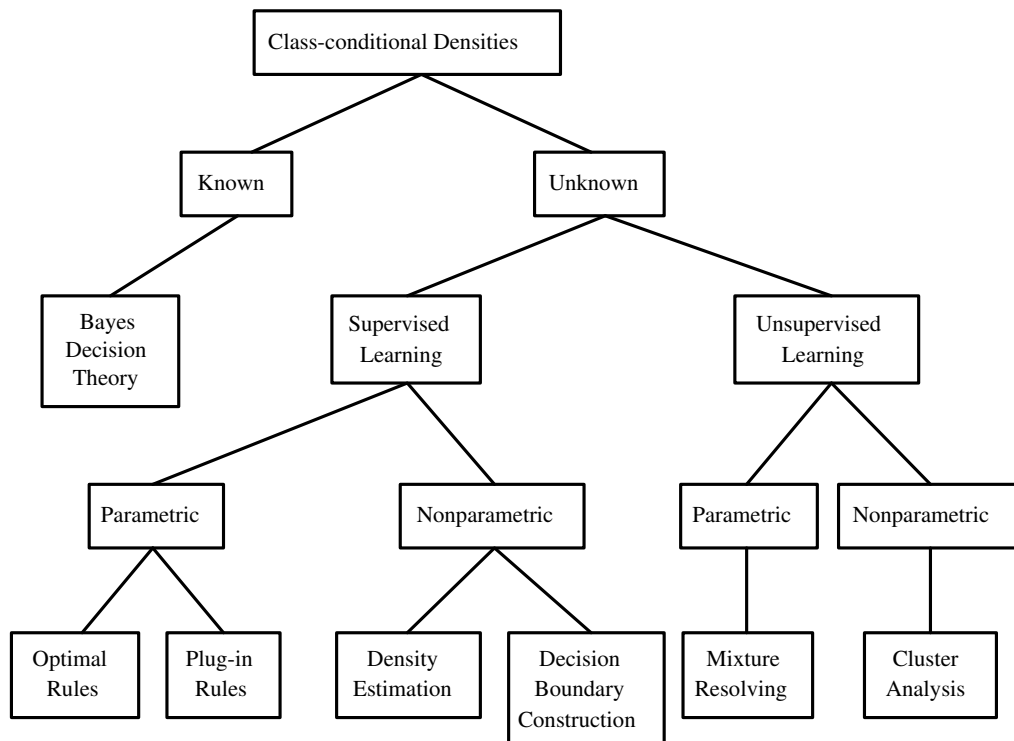 Class-conditional Densities
Known
Unknown
Bayes
Decision
Theory
Supervised
Learning
Unsupervised
Learning
Parametric
Nonparametric
Parametric
Nonparametric
Optimal
Rules
Plug-in
Rules
Density
Estimation
Decision
Boundary
Construction
Mixture
Resolving
Cluster
Analysis